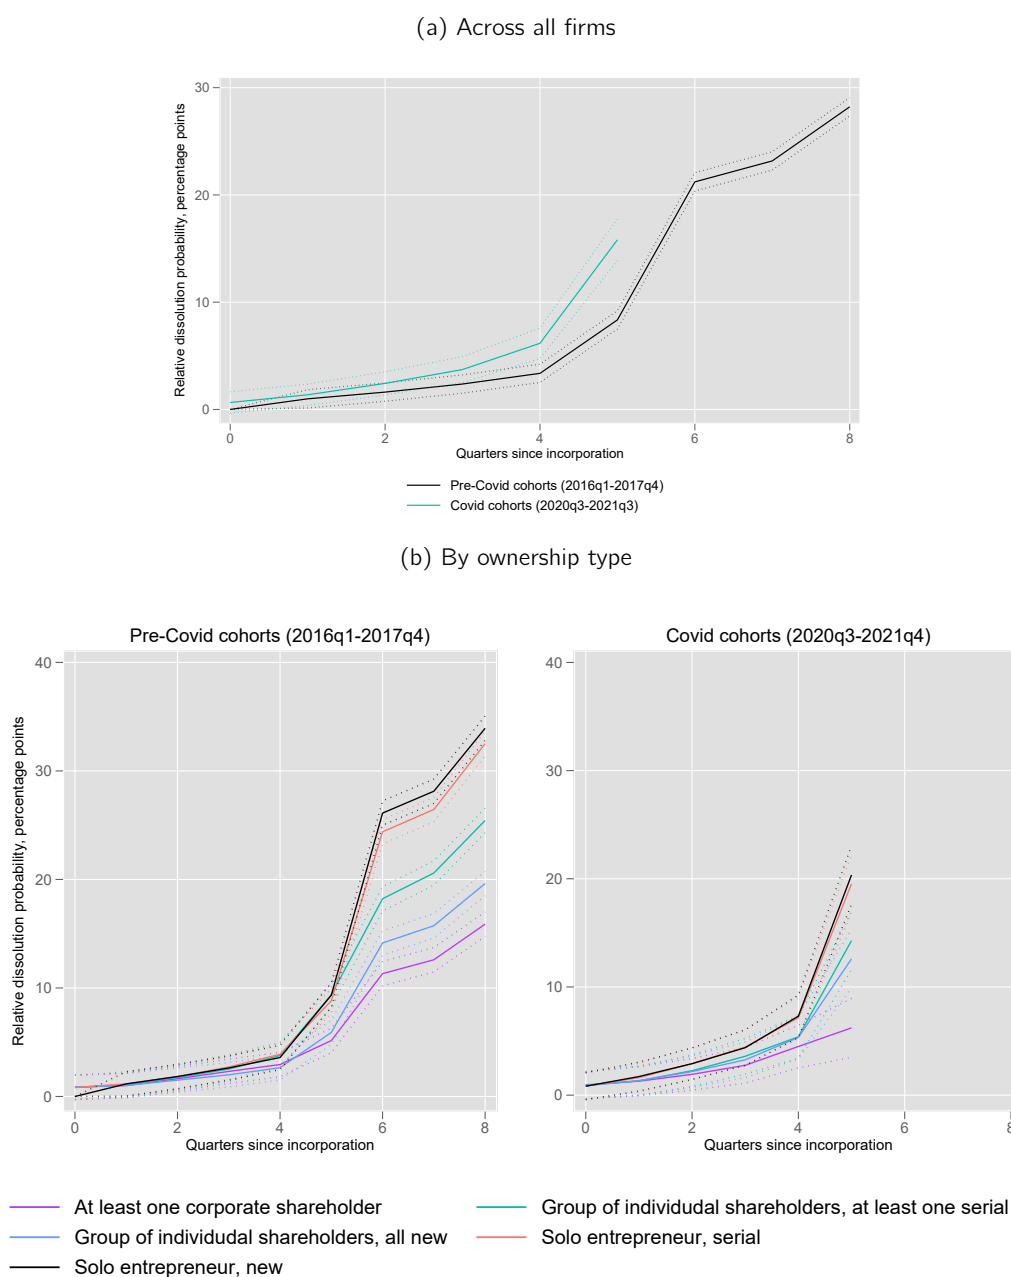 (a) Across all firms
Relative dissolution probability, percentage points
30
20
10
0
0 2 4 6 8
Quarters since incorporation
Pre-Covid cohorts (2016q1-2017q4)
Covid cohorts (2020q3-2021q3)
(b) By ownership type
Pre-Covid cohorts (2016q1-2017q4)
Relative dissolution probability, percentage points
40
30
20
10
0
0 2 4 6 8
Quarters since incorporation
Covid cohorts (2020q3-2021q4)
40
30
20
10
0
0 2 4 6 8
Quarters since incorporation
At least one corporate shareholder
Group of individudal shareholders, at least one serial
Group of individudal shareholders, all new
Solo entrepreneur, serial
Solo entrepreneur, new